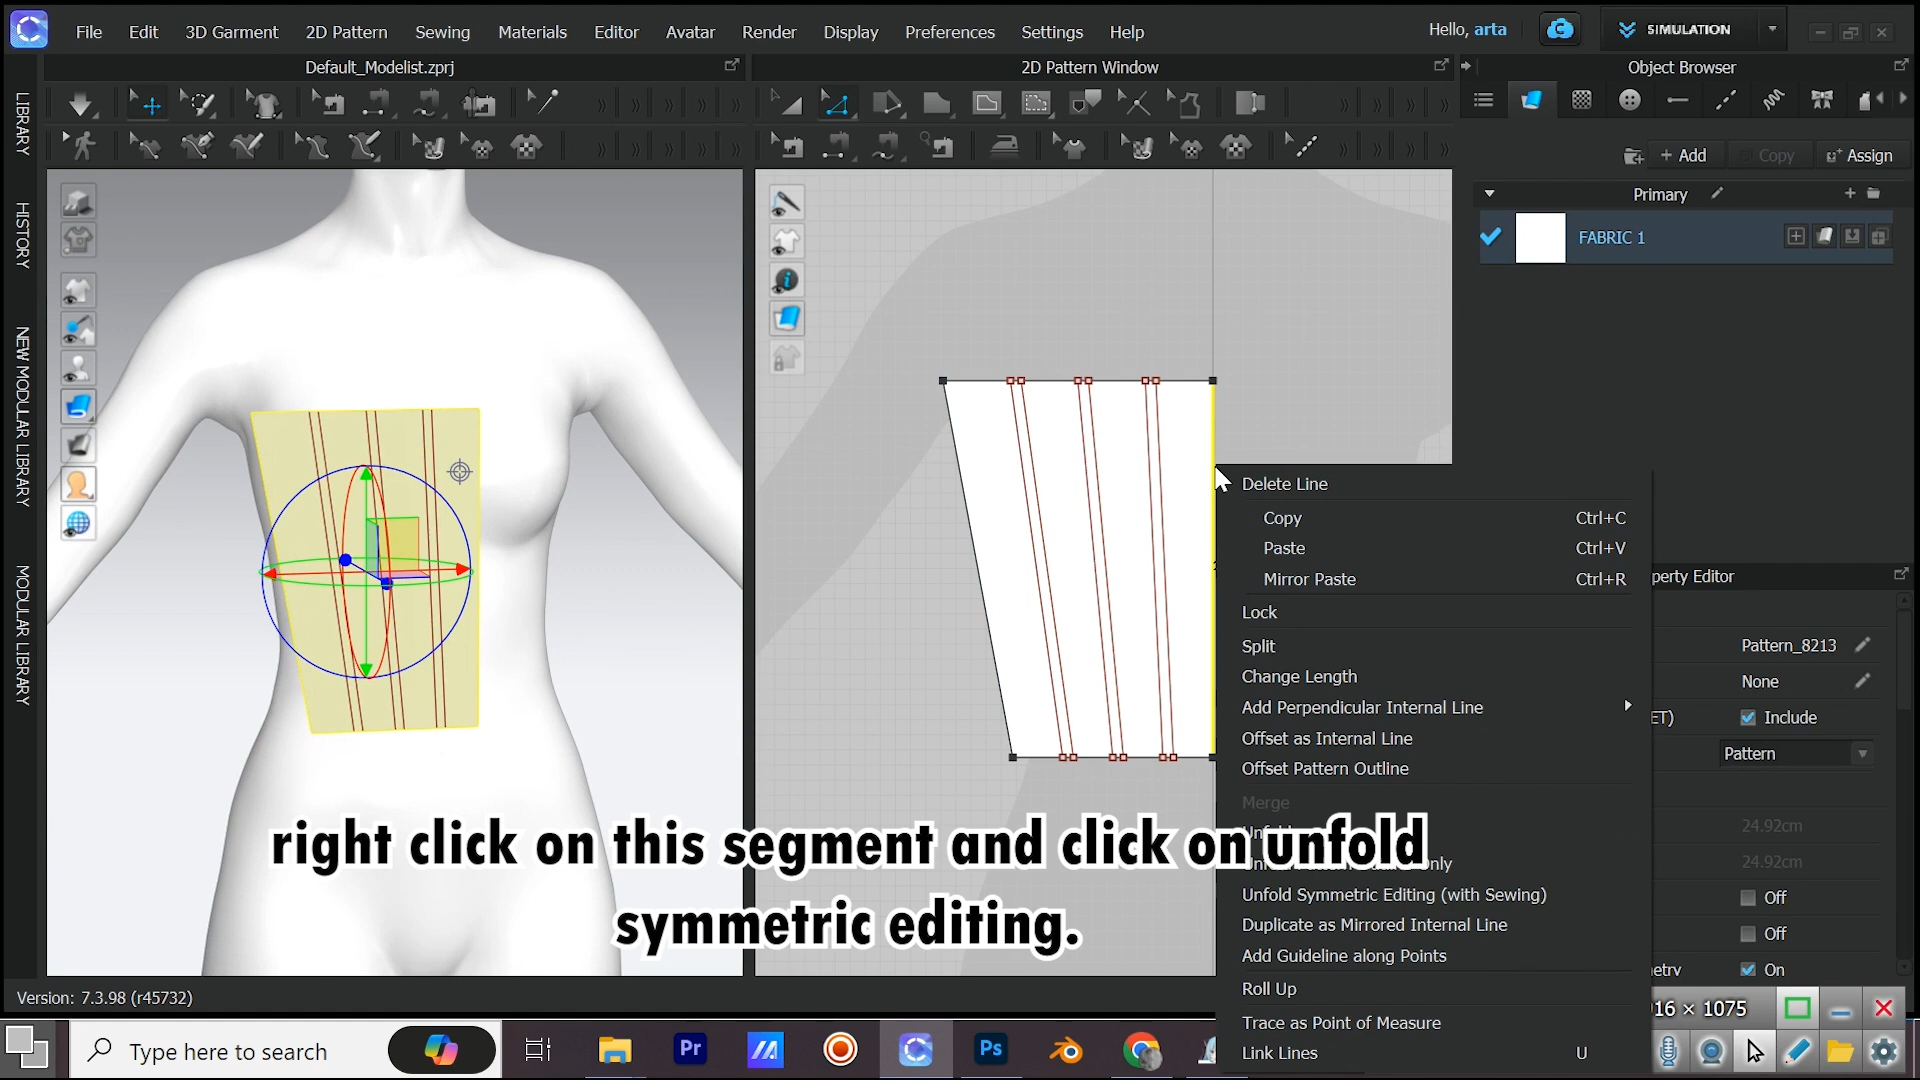 File Edit 3D Garment 2D Pattern Sewing Materials Editor Avatar Render Display Preferences Settings Help
Hello, arta
SIMULATION
Default_Modelist.zprj
2D Pattern Window
Object Browser
LIBRARY
HISTORY
NEW MODULAR LIBRARY
MODULAR LIBRARY
+ Add
Copy
Assign
Primary
FABRIC 1
Delete Line
Copy Ctrl+C
Paste Ctrl+V
Mirror Paste Ctrl+R
Lock
Split
Change Length
Add Perpendicular Internal Line
Offset as Internal Line
Offset Pattern Outline
Merge
Only
Unfold Symmetric Editing (with Sewing)
Duplicate as Mirrored Internal Line
Add Guideline along Points
Roll Up
Trace as Point of Measure
Link Lines U
perty Editor
Pattern_8213
None
ET) Include
Pattern
24.92cm
24.92cm
Off
Off
etry On
right click on this segment and click on unfold
symmetric editing.
Version: 7.3.98 (r45732)
16 × 1075
Type here to search
Pr
Ps